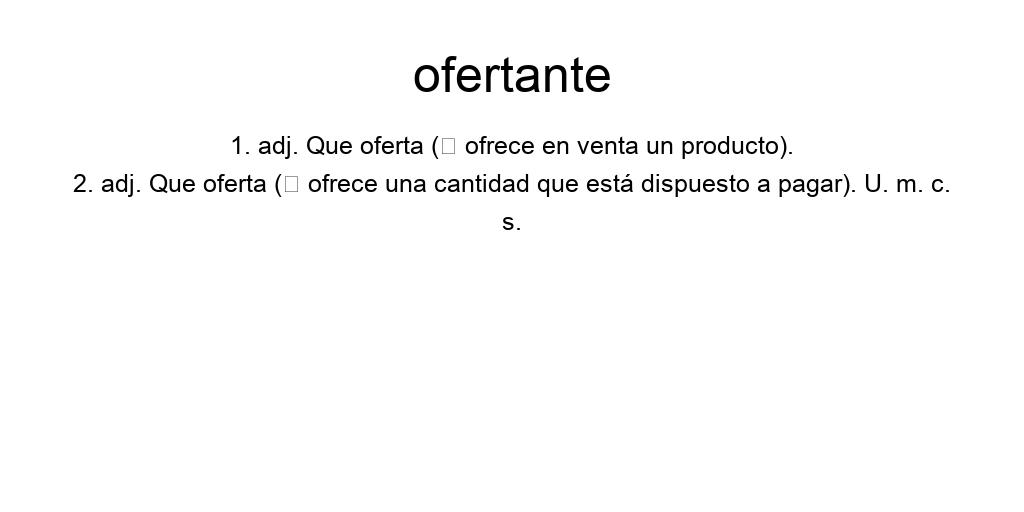 ofertante
1. adj. Que oferta (□ ofrece en venta un producto).
2. adj. Que oferta (□ ofrece una cantidad que está dispuesto a pagar). U. m. c.
s.